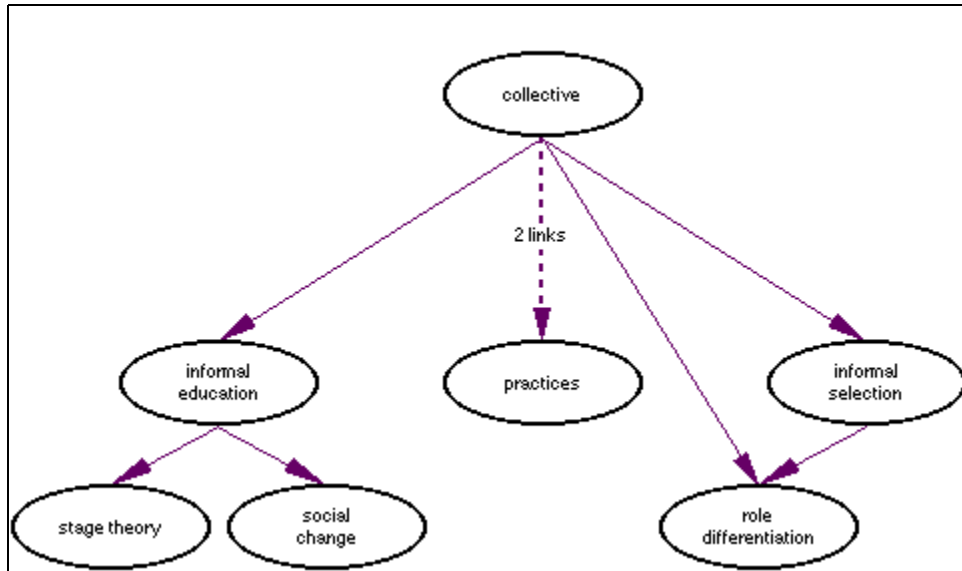 collective
2 links
informal
education
practices
informal
selection
stage theory
social
change
role
differentiation